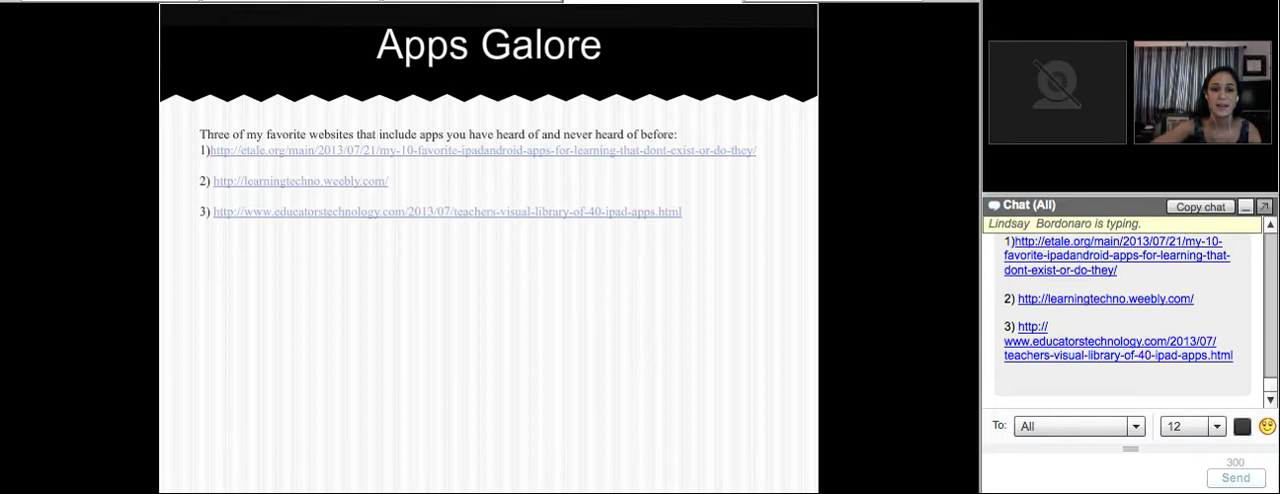 Apps Galore
Three of my favorite websites that include apps you have heard of and never heard of before:
1)http://etale.org/main/2013/07/21/my-10-favorite-ipadandroid-apps-for-learning-that-dont-exist-or-do-they/
2) http://learningtechno.weebly.com/
3) http://www.educatorstechnology.com/2013/07/teachers-visual-library-of-40-ipad-apps.html
Chat (All)
Copy chat
Lindsay Bordonaro is typing.
1)http://etale.org/main/2013/07/21/my-10-
favorite-ipadandroid-apps-for-learning-that-
dont-exist-or-do-they/
2) http://learningtechno.weebly.com/
3) http://
www.educatorstechnology.com/2013/07/
teachers-visual-library-of-40-ipad-apps.html
To: All 12
300
Send